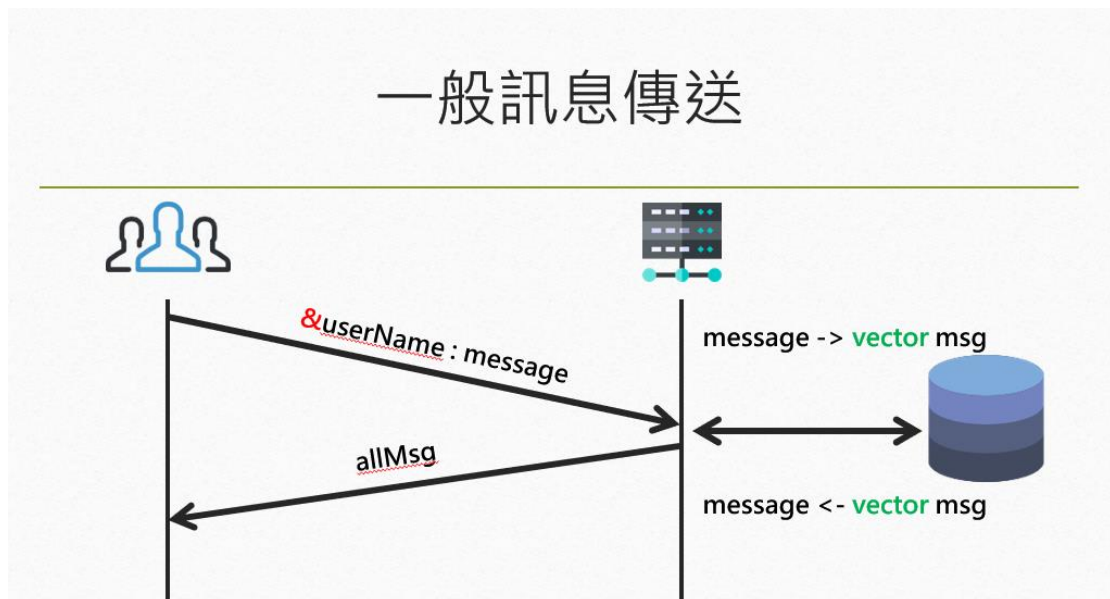 一般訊息傳送
&userName : message
message -> vector msg
allMsg
message <- vector msg